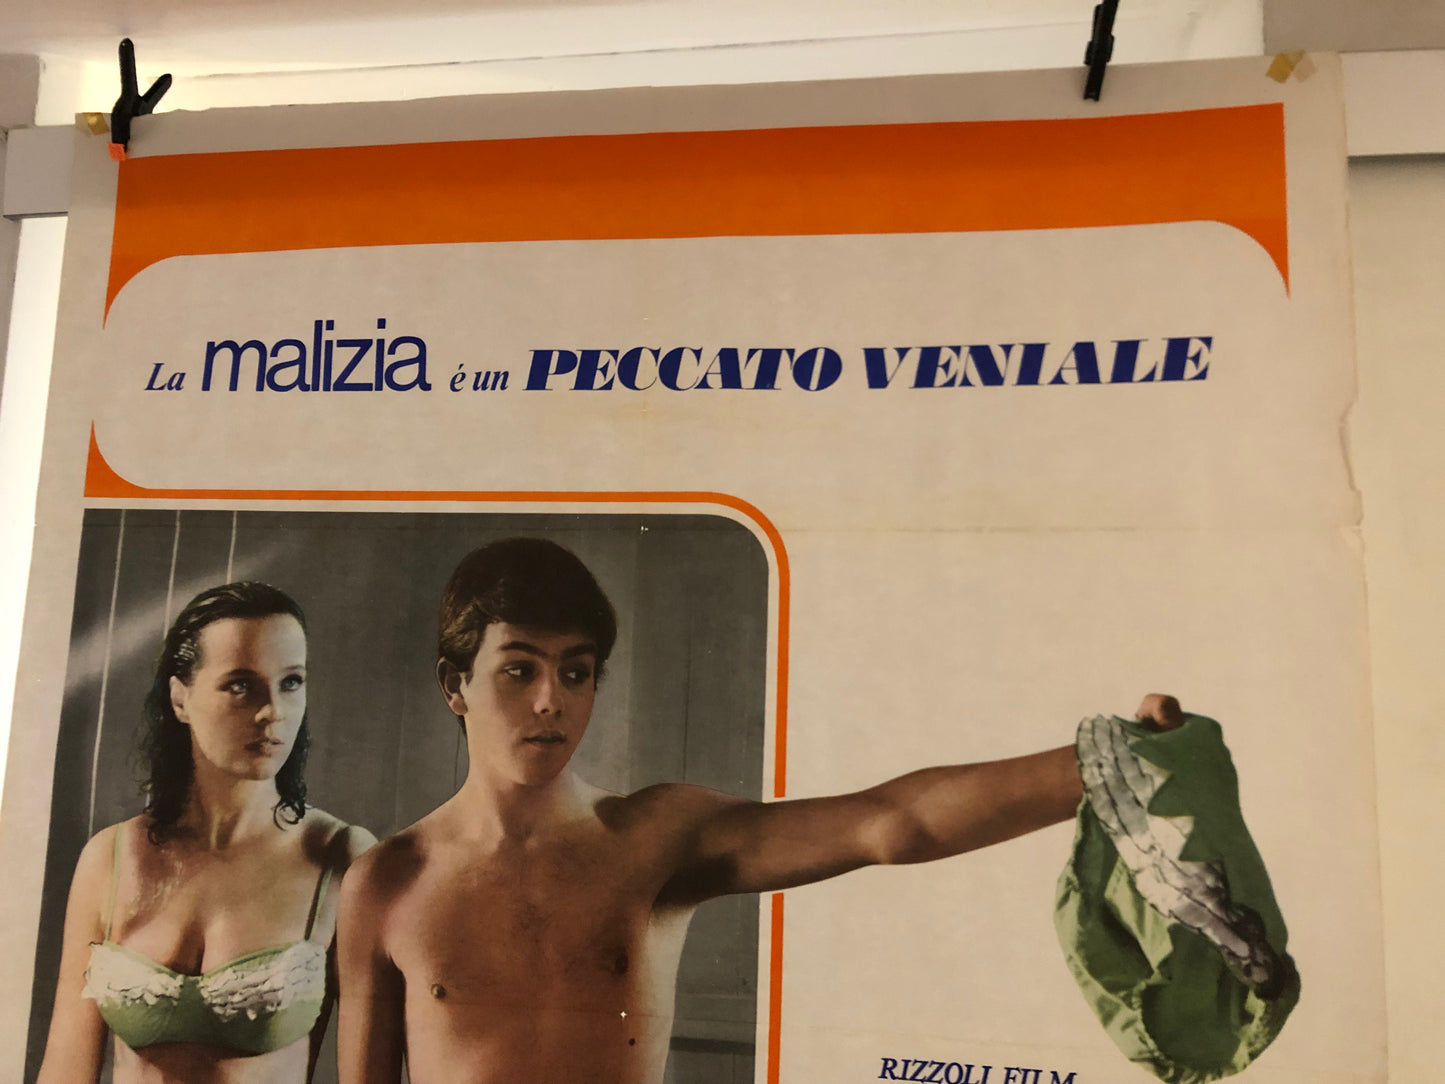 La malizia é un PECCATO VENIALE
RIZZOLI FILM